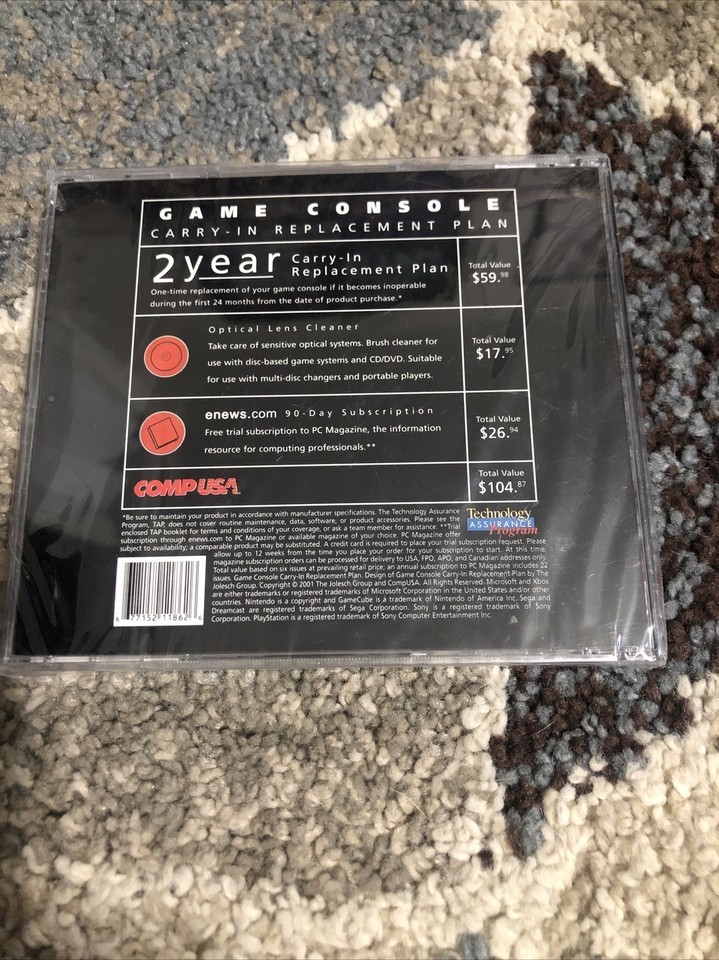 GAME CONSOLE
CARRY-IN REPLACEMENT PLAN
2 year Carry-In
Replacement Plan
One-time replacement of your game console if it becomes inoperable
during the first 24 months from the date of product purchase.*
Total Value
$59.98
Optical Lens Cleaner
Take care of sensitive optical systems. Brush cleaner for
use with disc-based game systems and CD/DVD. Suitable
for use with multi-disc changers and portable players.
Total Value
$17.95
enews.com 90-Day Subscription
Free trial subscription to PC Magazine, the information
resource for computing professionals.**
Total Value
$26.94
COMPUSA
Total Value
$104.87
*Be sure to maintain your product in accordance with manufacturer specifications. The Technology Assurance
Program, TAP, does not cover routine maintenance, data, software, or product accessories. Please see the
enclosed TAP booklet for terms and conditions of your coverage, or ask a team member for assistance. **Trial
subscription through enews.com to PC Magazine or available magazine of your choice. PC Magazine offer
subject to availability; a comparable product may be substituted. A credit card is required to place your trial subscription request. Please
allow up to 12 weeks from the time you place your order for your subscription to start. At this time,
magazine subscription orders can be processed for delivery to USA, FPO, APO, and Canadian addresses only.
Total value based on six issues at prevailing retail price; an annual subscription to PC Magazine includes 22
issues. Game Console Carry-In Replacement Plan. Design of Game Console Carry-In Replacement Plan by The
Jolesch Group. Copyright © 2001 The Jolesch Group and CompUSA. All Rights Reserved. Microsoft and Xbox
are either trademarks or registered trademarks of Microsoft Corporation in the United States and/or other
countries. Nintendo is a copyright and GameCube is a trademark of Nintendo of America Inc. Sega and
Dreamcast are registered trademarks of Sega Corporation. Sony is a registered trademark of Sony
Corporation. PlayStation is a registered trademark of Sony Computer Entertainment Inc.
Technology
ASSURANCE
Program
6 77152 11862 6